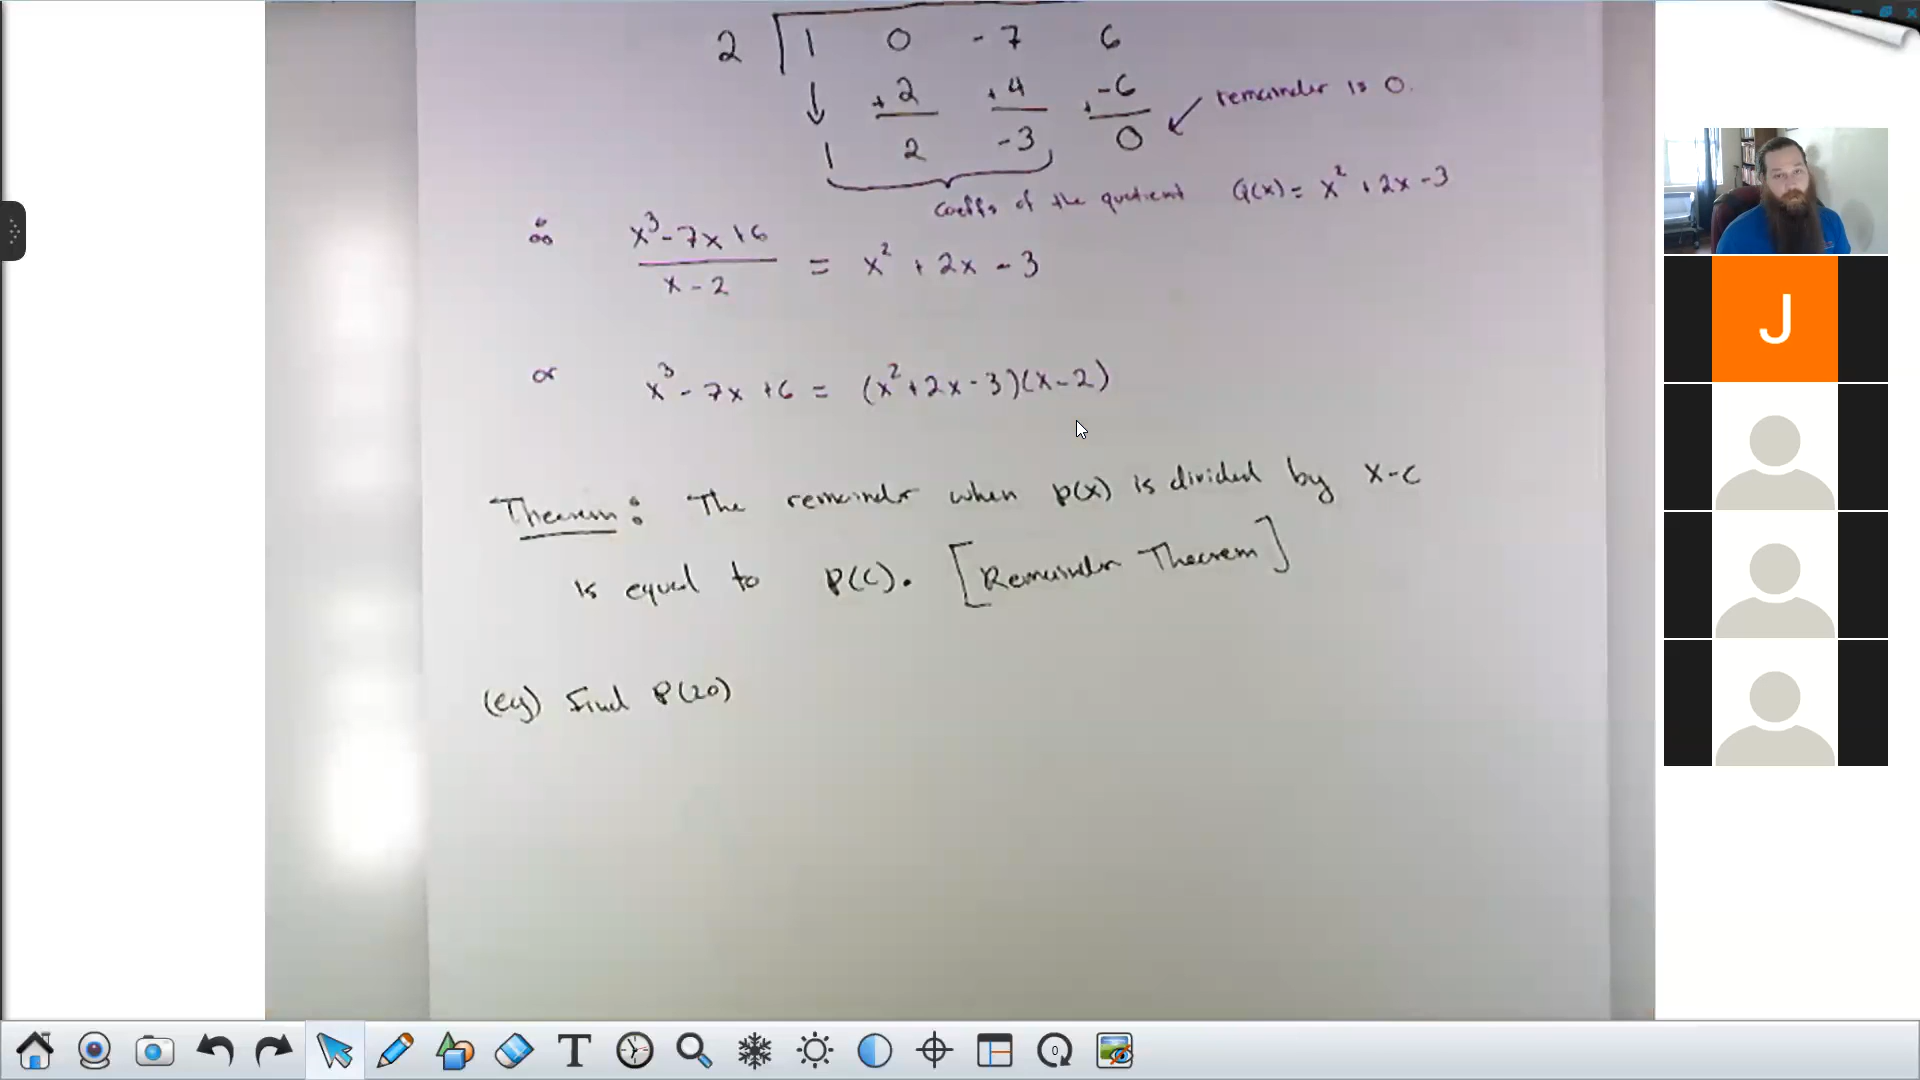 2 1 0 -7 6
↓ +2 +4 +-6 remainder is 0.
1 2 -3 0
coeffs of the quotient Q(x) = x² + 2x - 3
∴ x³ - 7x + 6 / x - 2 = x² + 2x - 3
or x³ - 7x + 6 = (x² + 2x - 3)(x - 2)
Theorem: The remainder when p(x) is divided by x-c
is equal to P(c). [Remainder Theorem]
(eg) Find P(20)
J
T
0